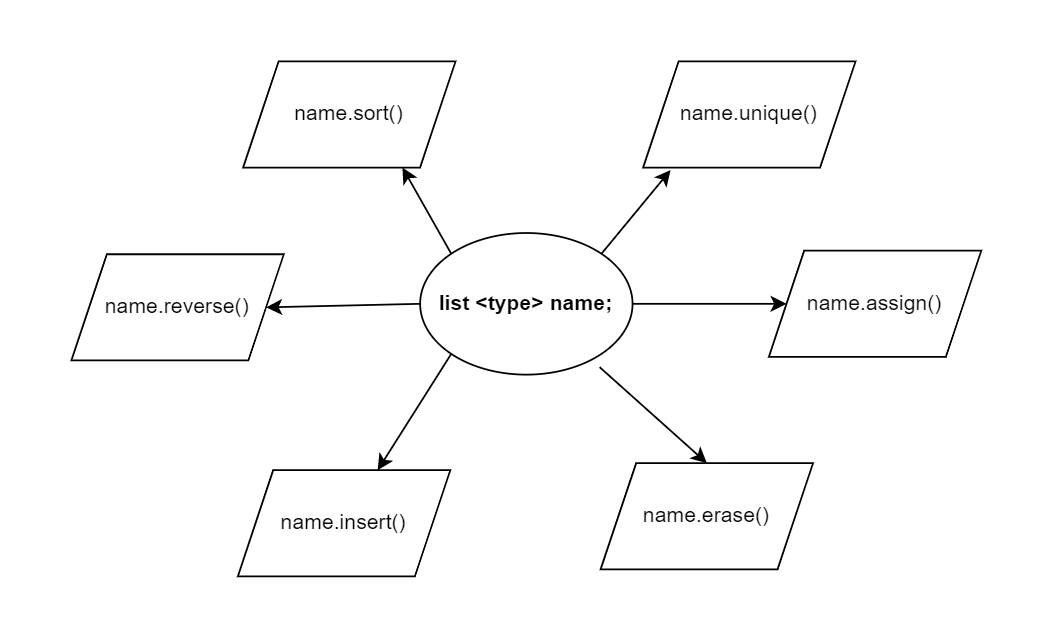 name.sort()
name.unique()
name.reverse()
list <type> name;
name.assign()
name.insert()
name.erase()